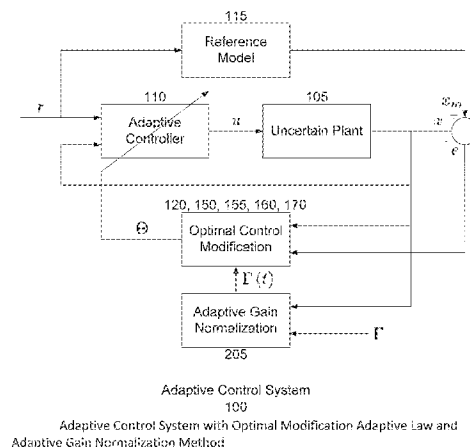 115
Reference
Model
r
110
Adaptive
Controller
u
105
Uncertain Plant
x_m
x
e
120, 150, 155, 160, 170
Optimal Control
Modification
Θ
Γ(t)
Adaptive Gain
Normalization
Γ
205
Adaptive Control System
100
Adaptive Control System with Optimal Modification Adaptive Law and
Adaptive Gain Normalization Method